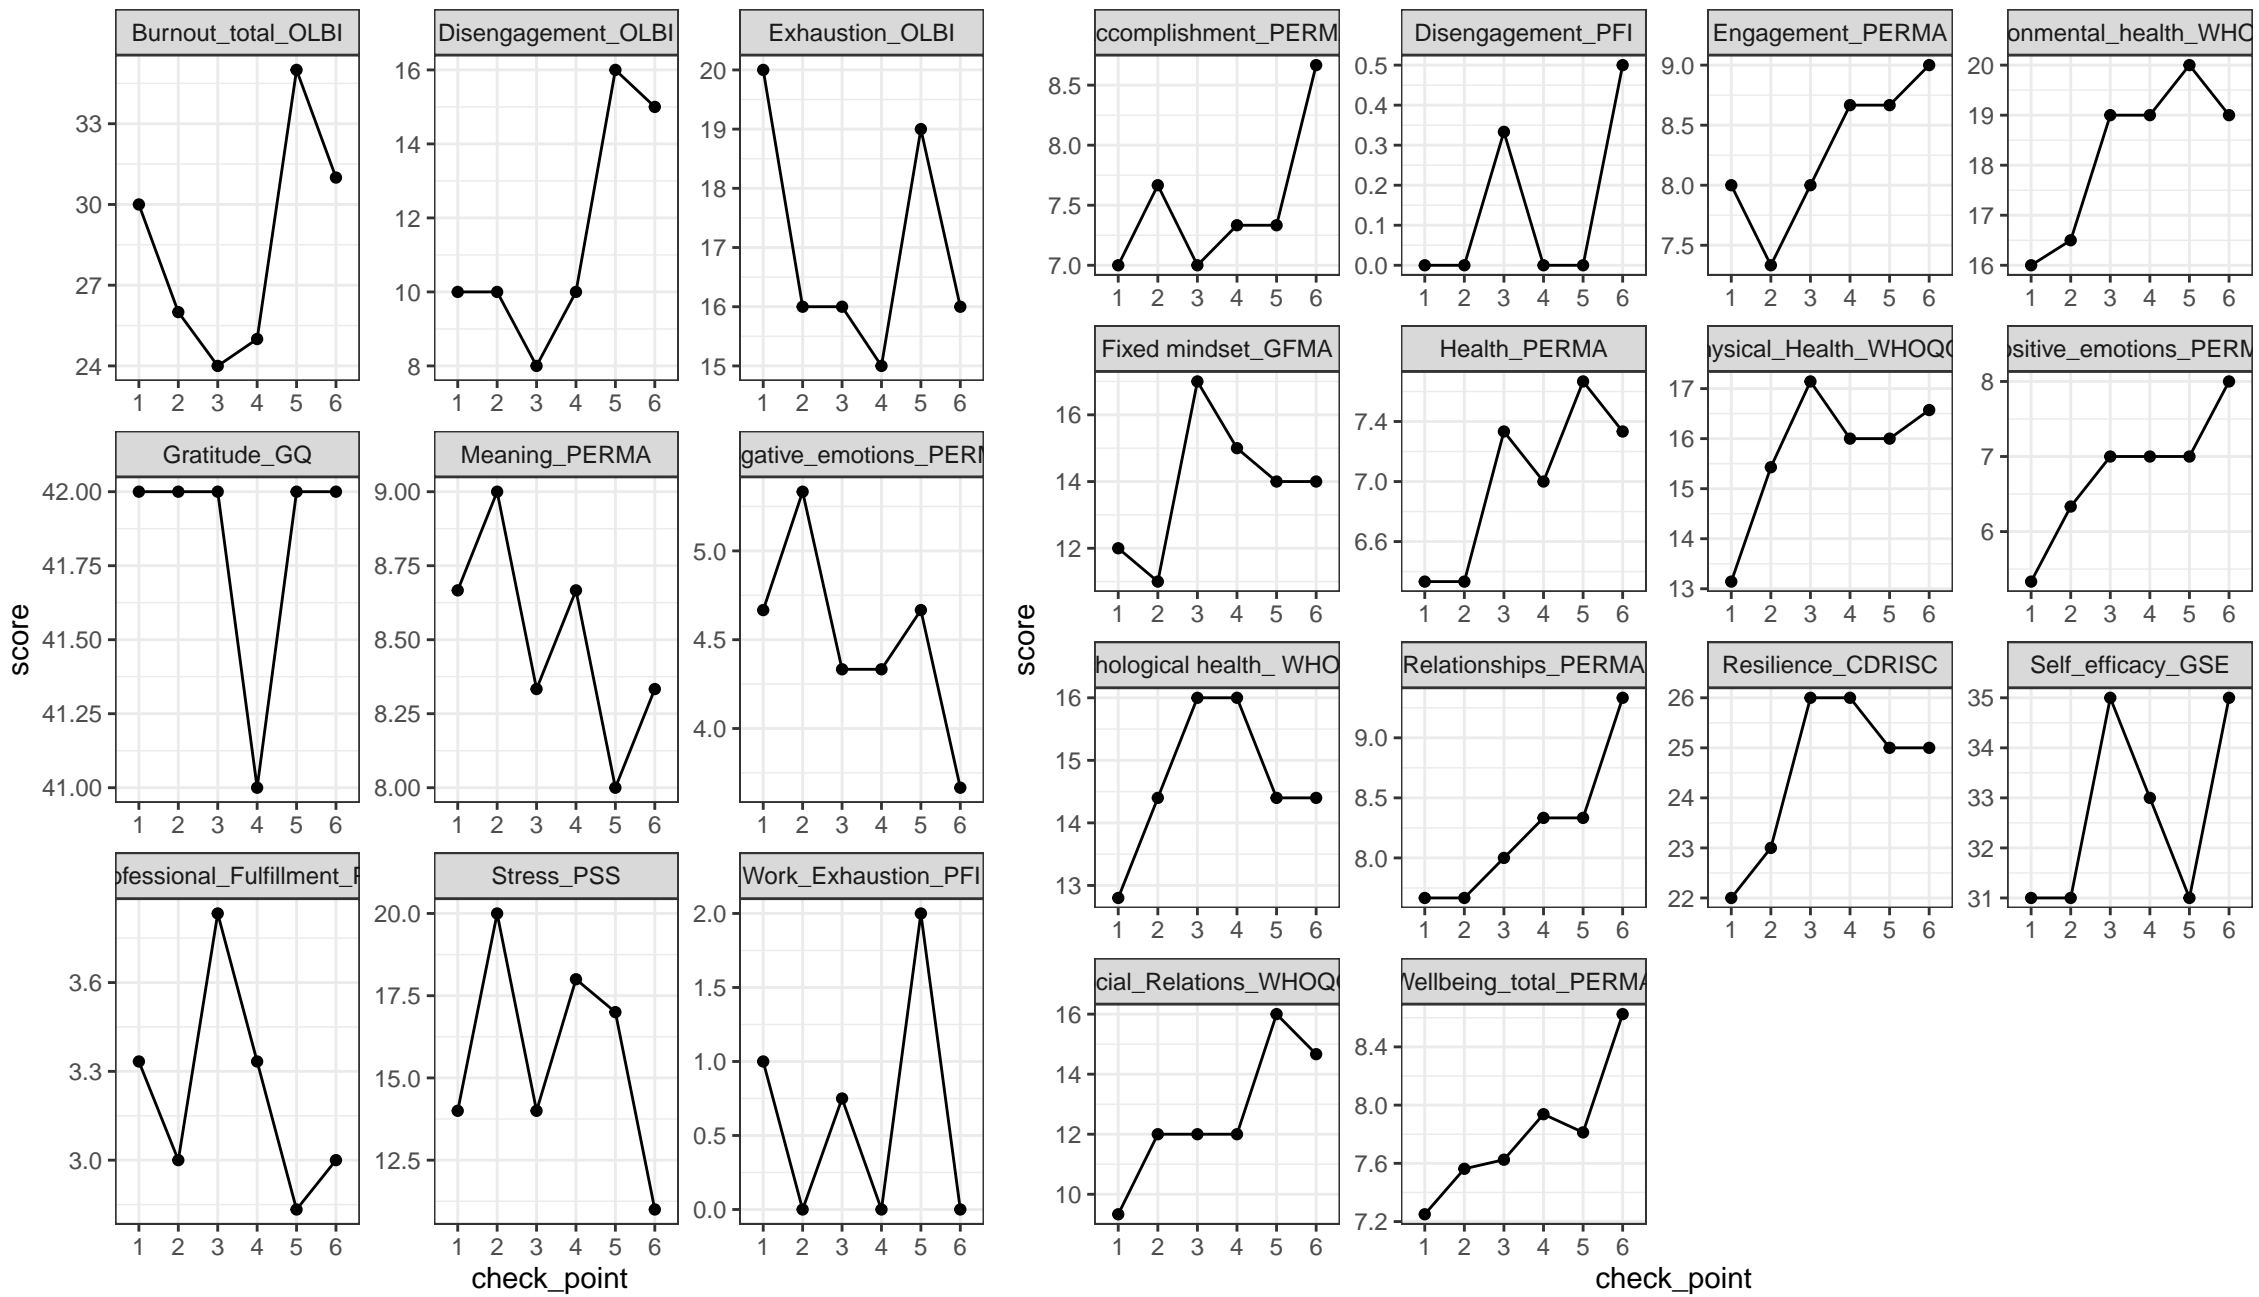 Burnout_total_OLBI
33
30
27
24
1 2 3 4 5 6
Disengagement_OLBI
16
14
12
10
8
1 2 3 4 5 6
Exhaustion_OLBI
20
19
18
17
16
15
1 2 3 4 5 6
Gratitude_GQ
42.00
41.75
41.50
41.25
41.00
1 2 3 4 5 6
Meaning_PERMA
9.00
8.75
8.50
8.25
8.00
1 2 3 4 5 6
gative_emotions_PERM
5.0
4.5
4.0
1 2 3 4 5 6
ofessional_Fulfillment_F
3.6
3.3
3.0
1 2 3 4 5 6
Stress_PSS
20.0
17.5
15.0
12.5
1 2 3 4 5 6
Work_Exhaustion_PFI
2.0
1.5
1.0
0.5
0.0
1 2 3 4 5 6
score
check_point
ccomplishment_PERM
8.5
8.0
7.5
7.0
1 2 3 4 5 6
Disengagement_PFI
0.5
0.4
0.3
0.2
0.1
0.0
1 2 3 4 5 6
Engagement_PERMA
9.0
8.5
8.0
7.5
1 2 3 4 5 6
onmental_health_WHO
20
19
18
17
16
1 2 3 4 5 6
Fixed mindset_GFMA
16
14
12
1 2 3 4 5 6
Health_PERMA
7.4
7.0
6.6
1 2 3 4 5 6
ysical_Health_WHOQ
17
16
15
14
13
1 2 3 4 5 6
ositive_emotions_PERM
8
7
6
1 2 3 4 5 6
hological health_ WHO
16
15
14
13
1 2 3 4 5 6
Relationships_PERMA
9.0
8.5
8.0
1 2 3 4 5 6
Resilience_CDRISC
26
25
24
23
22
1 2 3 4 5 6
Self_efficacy_GSE
35
34
33
32
31
1 2 3 4 5 6
cial_Relations_WHOQ
16
14
12
10
1 2 3 4 5 6
Wellbeing_total_PERMA
8.4
8.0
7.6
7.2
1 2 3 4 5 6
score
check_point